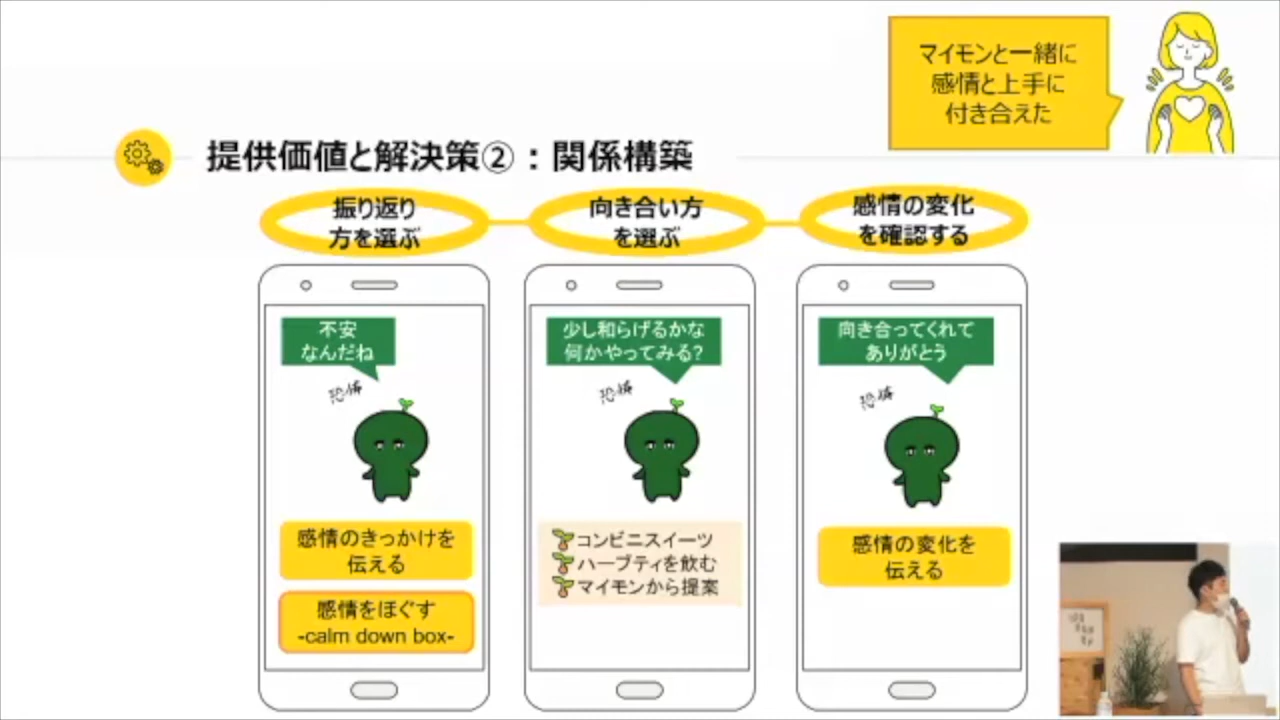 マイモンと一緒に
感情と上手に
付き合えた
提供価値と解決策②：関係構築
振り返り
方を選ぶ
向き合い方
を選ぶ
感情の変化
を確認する
不安
なんだね
恐怖
感情のきっかけを
伝える
感情をほぐす
-calm down box-
少し和らげるかな
何かやってみる?
恐怖
コンビニスイーツ
ハーブティを飲む
マイモンから提案
向き合ってくれて
ありがとう
恐怖
感情の変化を
伝える